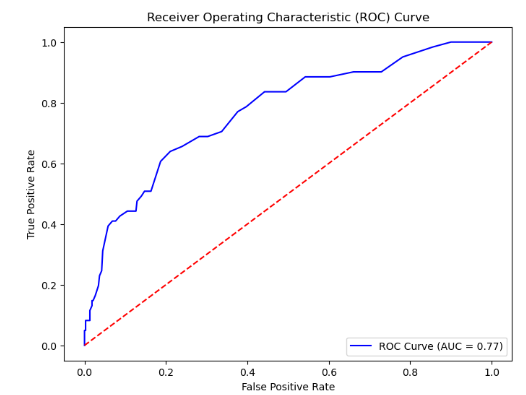 Receiver Operating Characteristic (ROC) Curve
1.0
0.8
0.6
0.4
0.2
0.0
True Positive Rate
0.0 0.2 0.4 0.6 0.8 1.0
False Positive Rate
ROC Curve (AUC = 0.77)